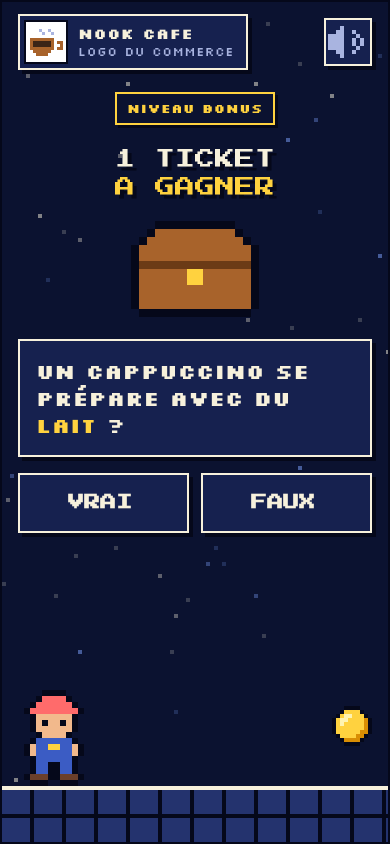 NOOK CAFE
LOGO DU COMMERCE
NIVEAU BONUS
1 TICKET
A GAGNER
UN CAPPUCCINO SE
PRÉPARE AVEC DU
LAIT ?
VRAI
FAUX